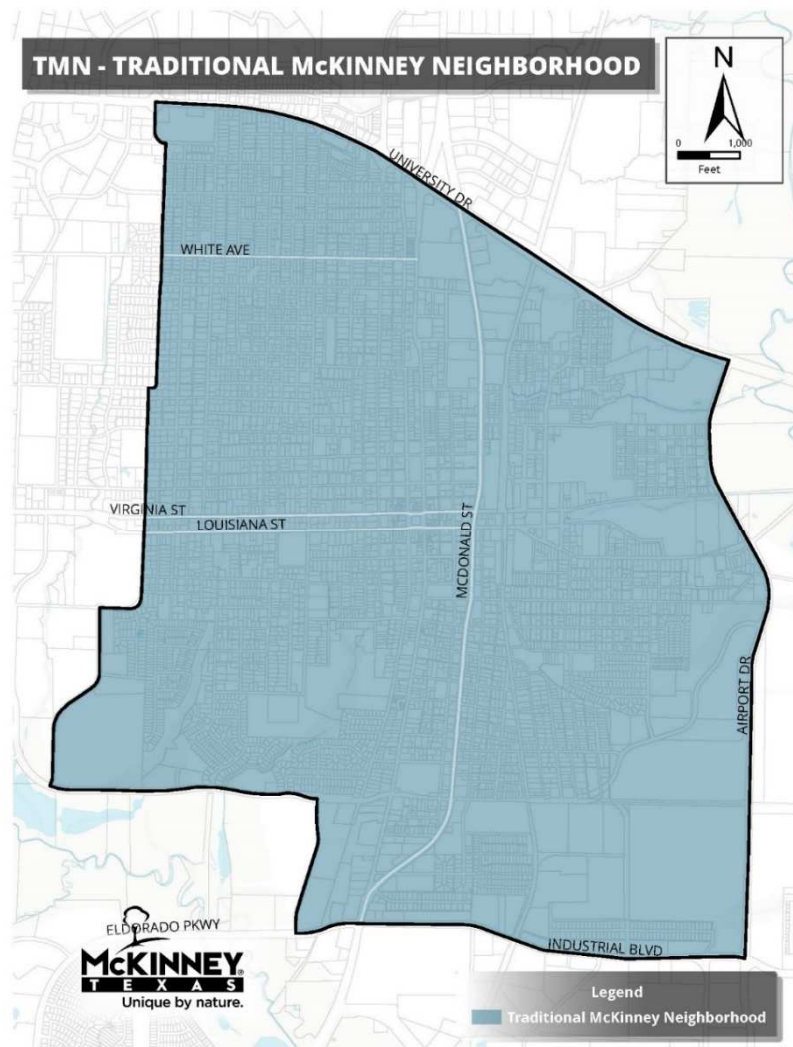 TMN - TRADITIONAL McKINNEY NEIGHBORHOOD
N
0 1,000
Feet
UNIVERSITY DR
WHITE AVE
VIRGINIA ST
LOUISIANA ST
MCDONALD ST
AIRPORT DR
ELDORADO PKWY
INDUSTRIAL BLVD
McKINNEY®
TEXAS
Unique by nature.
Legend
Traditional McKinney Neighborhood